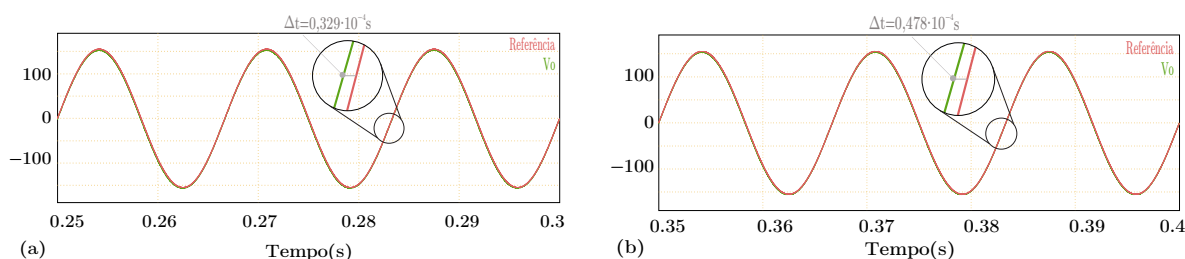 Δt=0,329·10⁻⁴s
Referência
Vo
100
0
−100
0.25 0.26 0.27 0.28 0.29 0.3
(a) Tempo(s)
Δt=0,478·10⁻⁴s
Referência
Vo
100
0
−100
0.35 0.36 0.37 0.38 0.39 0.4
(b) Tempo(s)